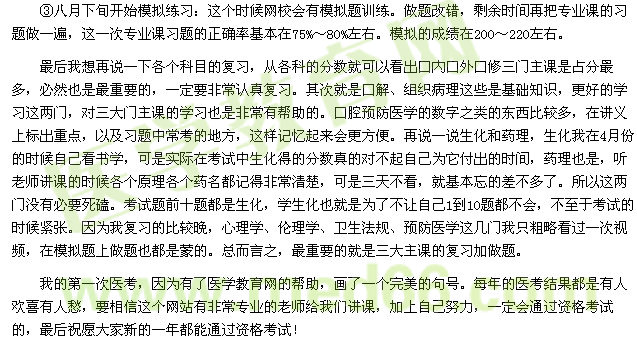 ③八月下旬开始模拟练习：这个时候网校会有模拟题训练。做题改错，剩余时间再把专业课的习
题做一遍，这一次专业课习题的正确率基本在75%～80%左右。模拟的成绩在200～220左右。
最后我想再说一下各个科目的复习，从各科的分数就可以看出口内口外口修三门主课是占分最
多，必然也是最重要的，一定要非常认真复习。其次就是口解、组织病理这些是基础知识，更好的学
习这两门，对三大门主课的学习也是非常有帮助的。口腔预防医学的数字之类的东西比较多，在讲义
上标出重点，以及习题中常考的地方，这样记忆起来会更方便。再说一说生化和药理，生化我在4月份
的时候自己看书学，可是实际在考试中生化得的分数真的对不起自己为它付出的时间，药理也是，听
老师讲课的时候各个原理各个药名都记得非常清楚，可是三天不看，就基本忘的差不多了。所以这两
门没有必要死磕。考试题前十题都是生化，学生化也就是为了不让自己1到10题都不会，不至于考试的
时候紧张。因为我复习的比较晚，心理学、伦理学、卫生法规、预防医学这几门我只粗略看过一次视
频，在模拟题上做题也都是蒙的。总而言之，最重要的就是三大主课的复习加做题。
我的第一次医考，因为有了医学教育网的帮助，画了一个完美的句号。每年的医考结果都是有人
欢喜有人愁，要相信这个网站有非常专业的老师给我们讲课，加上自己努力，一定会通过资格考试
的，最后祝愿大家新的一年都能通过资格考试！
医学教育网